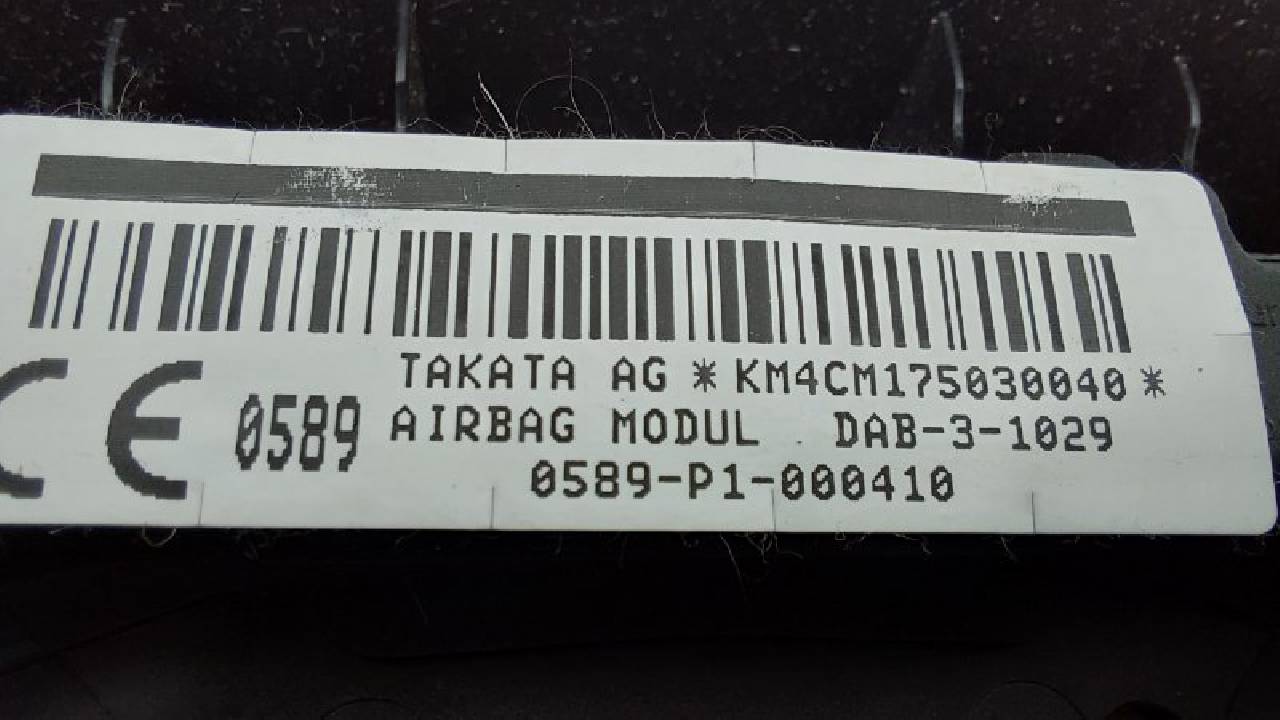 TAKATA AG *KM4CM175030040*
CE 0589 AIRBAG MODUL . DAB-3-1029
0589-P1-000410